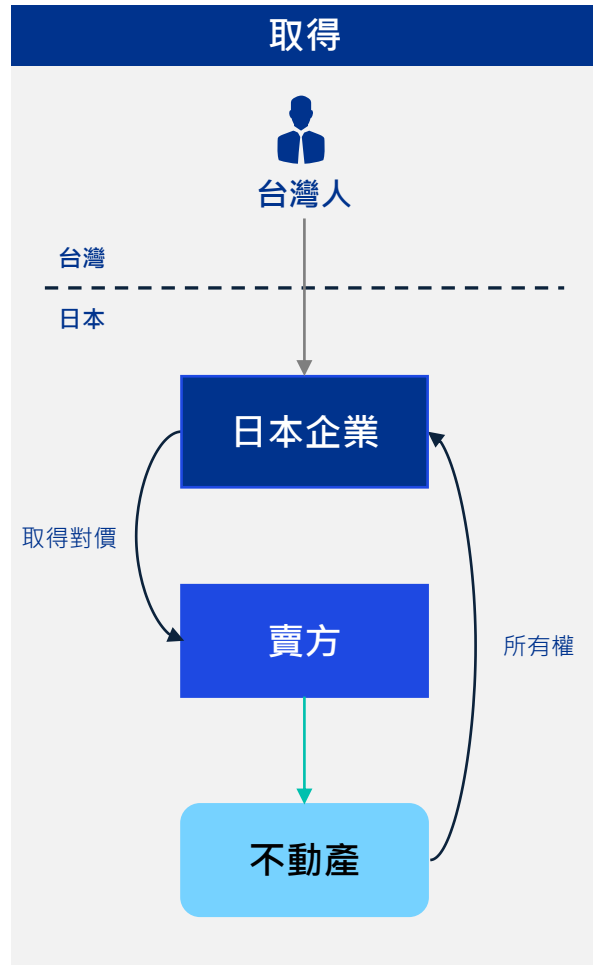 取得
台灣人
台灣
日本
日本企業
取得對價
賣方
所有權
不動產